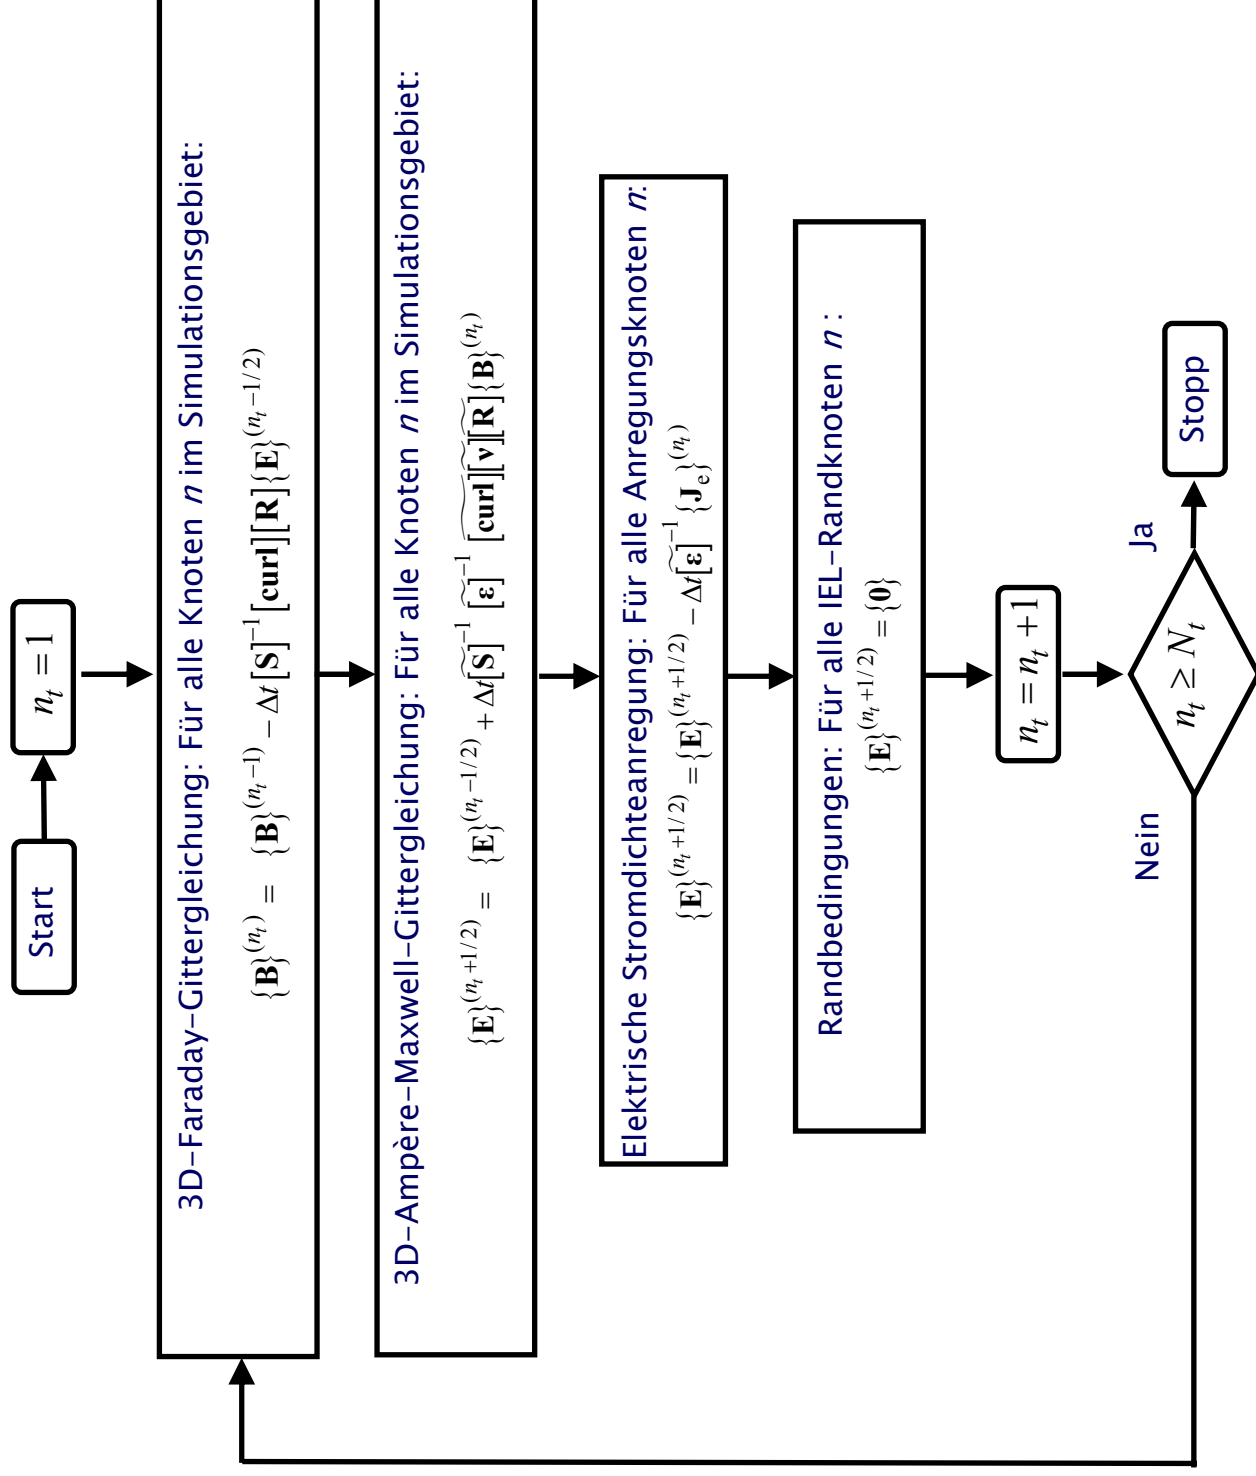 Start
n_t = 1
3D-Faraday-Gittergleichung: Für alle Knoten n im Simulationsgebiet:
{B}^(n_t) = {B}^(n_t −1) − Δt [S]^−1 [curl][R]{E}^(n_t −1/2)
3D-Ampère-Maxwell-Gittergleichung: Für alle Knoten n im Simulationsgebiet:
{E}^(n_t +1/2) = {E}^(n_t −1/2) + Δt [S̃]^−1 [ε̃]^−1 [c͠url][ν̃][R̃]{B}^(n_t)
Elektrische Stromdichteanregung: Für alle Anregungsknoten n:
{E}^(n_t +1/2) = {E}^(n_t +1/2) − Δt [ε̃]^−1 {J_e}^(n_t)
Randbedingungen: Für alle IEL-Randknoten n :
{E}^(n_t +1/2) = {0}
n_t = n_t +1
n_t ≥ N_t
Nein
Ja
Stopp